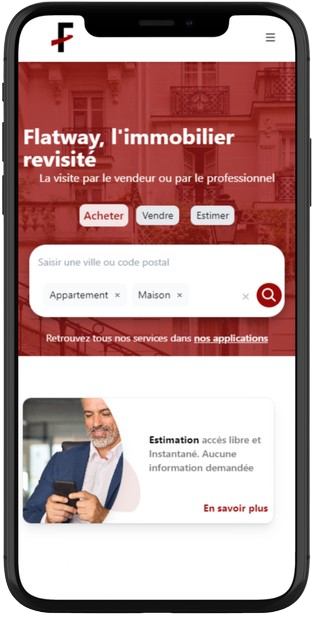 F
Flatway, l'immobilier
revisité
La visite par le vendeur ou par le professionnel
Acheter Vendre Estimer
Saisir une ville ou code postal
Appartement × Maison × ×
Retrouvez tous nos services dans nos applications
Estimation accès libre et
Instantané. Aucune
information demandée
En savoir plus